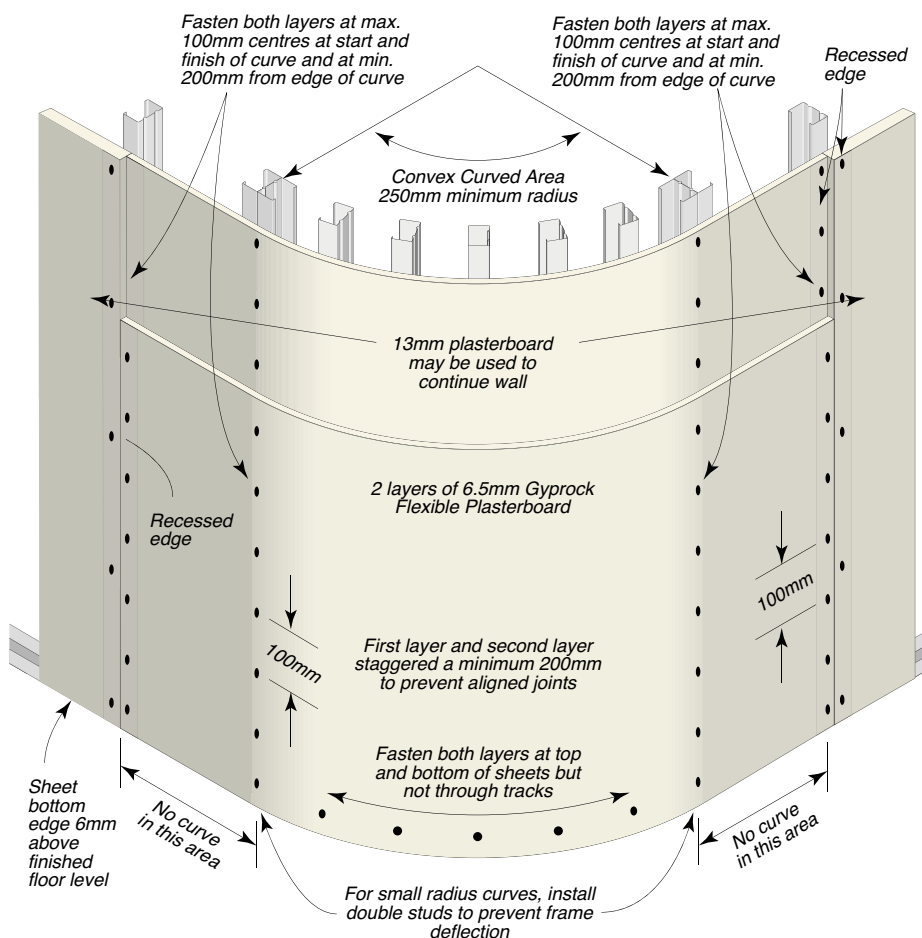 Fasten both layers at max.
100mm centres at start and
finish of curve and at min.
200mm from edge of curve
Fasten both layers at max.
100mm centres at start and
finish of curve and at min.
200mm from edge of curve
Recessed
edge
Convex Curved Area
250mm minimum radius
13mm plasterboard
may be used to
continue wall
2 layers of 6.5mm Gyprock
Flexible Plasterboard
Recessed
edge
100mm
100mm
First layer and second layer
staggered a minimum 200mm
to prevent aligned joints
Fasten both layers at top
and bottom of sheets but
not through tracks
Sheet
bottom
edge 6mm
above
finished
floor level
No curve
in this area
No curve
in this area
For small radius curves, install
double studs to prevent frame
deflection